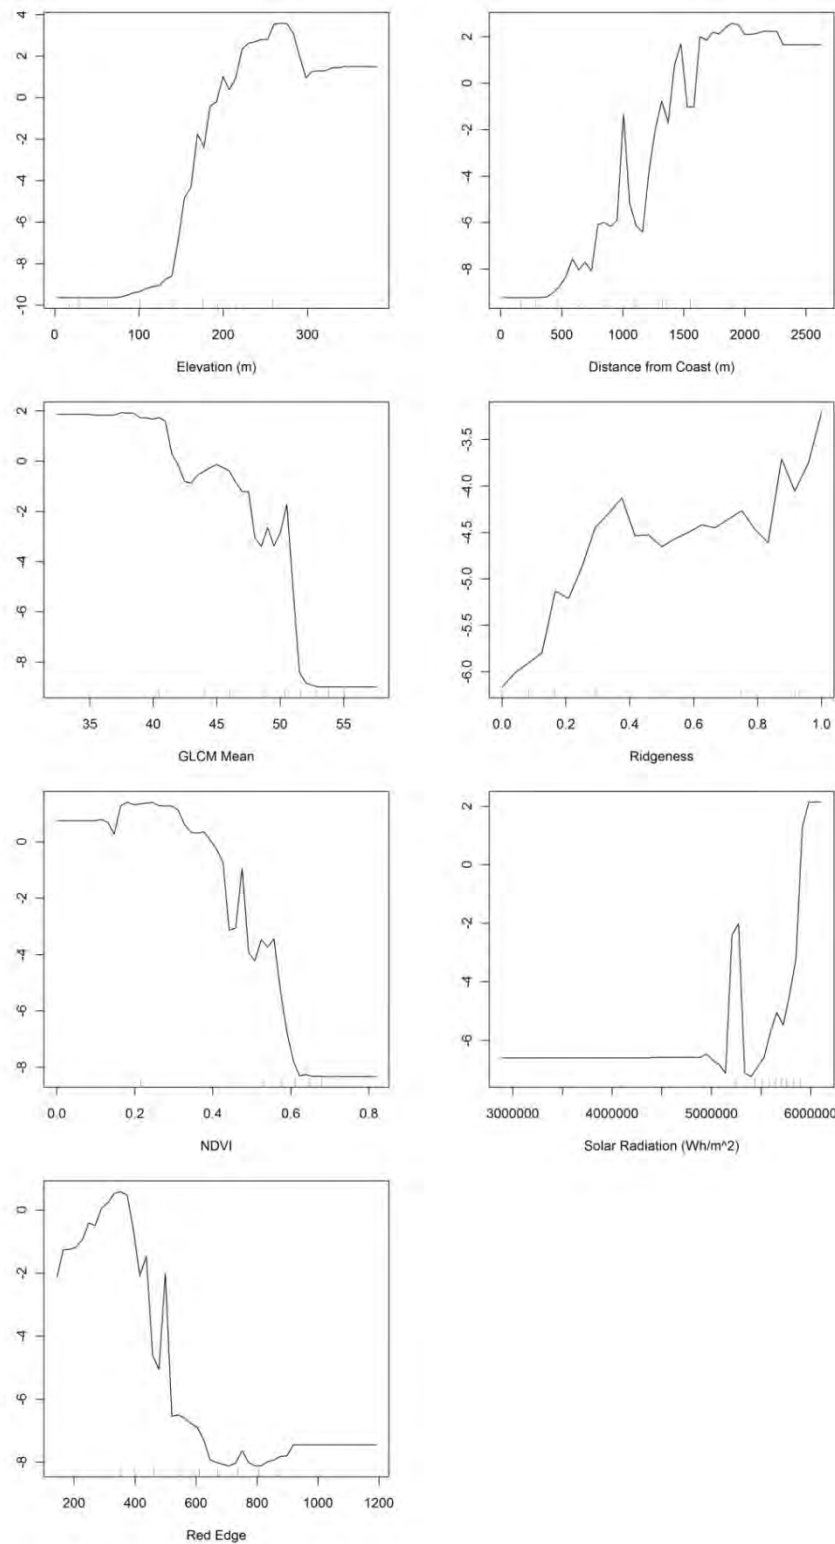 4
2
0
-2
-4
-6
-8
-10
0 100 200 300
Elevation (m)
2
0
-2
-4
-6
-8
0 500 1000 1500 2000 2500
Distance from Coast (m)
2
0
-2
-4
-6
-8
35 40 45 50 55
GLCM Mean
-3.5
-4.0
-4.5
-5.0
-5.5
-6.0
0.0 0.2 0.4 0.6 0.8 1.0
Ridgeness
0
-2
-4
-6
-8
0.0 0.2 0.4 0.6 0.8
NDVI
2
0
-2
-4
-6
3000000 4000000 5000000 6000000
Solar Radiation (Wh/m^2)
0
-2
-4
-6
-8
200 400 600 800 1000 1200
Red Edge